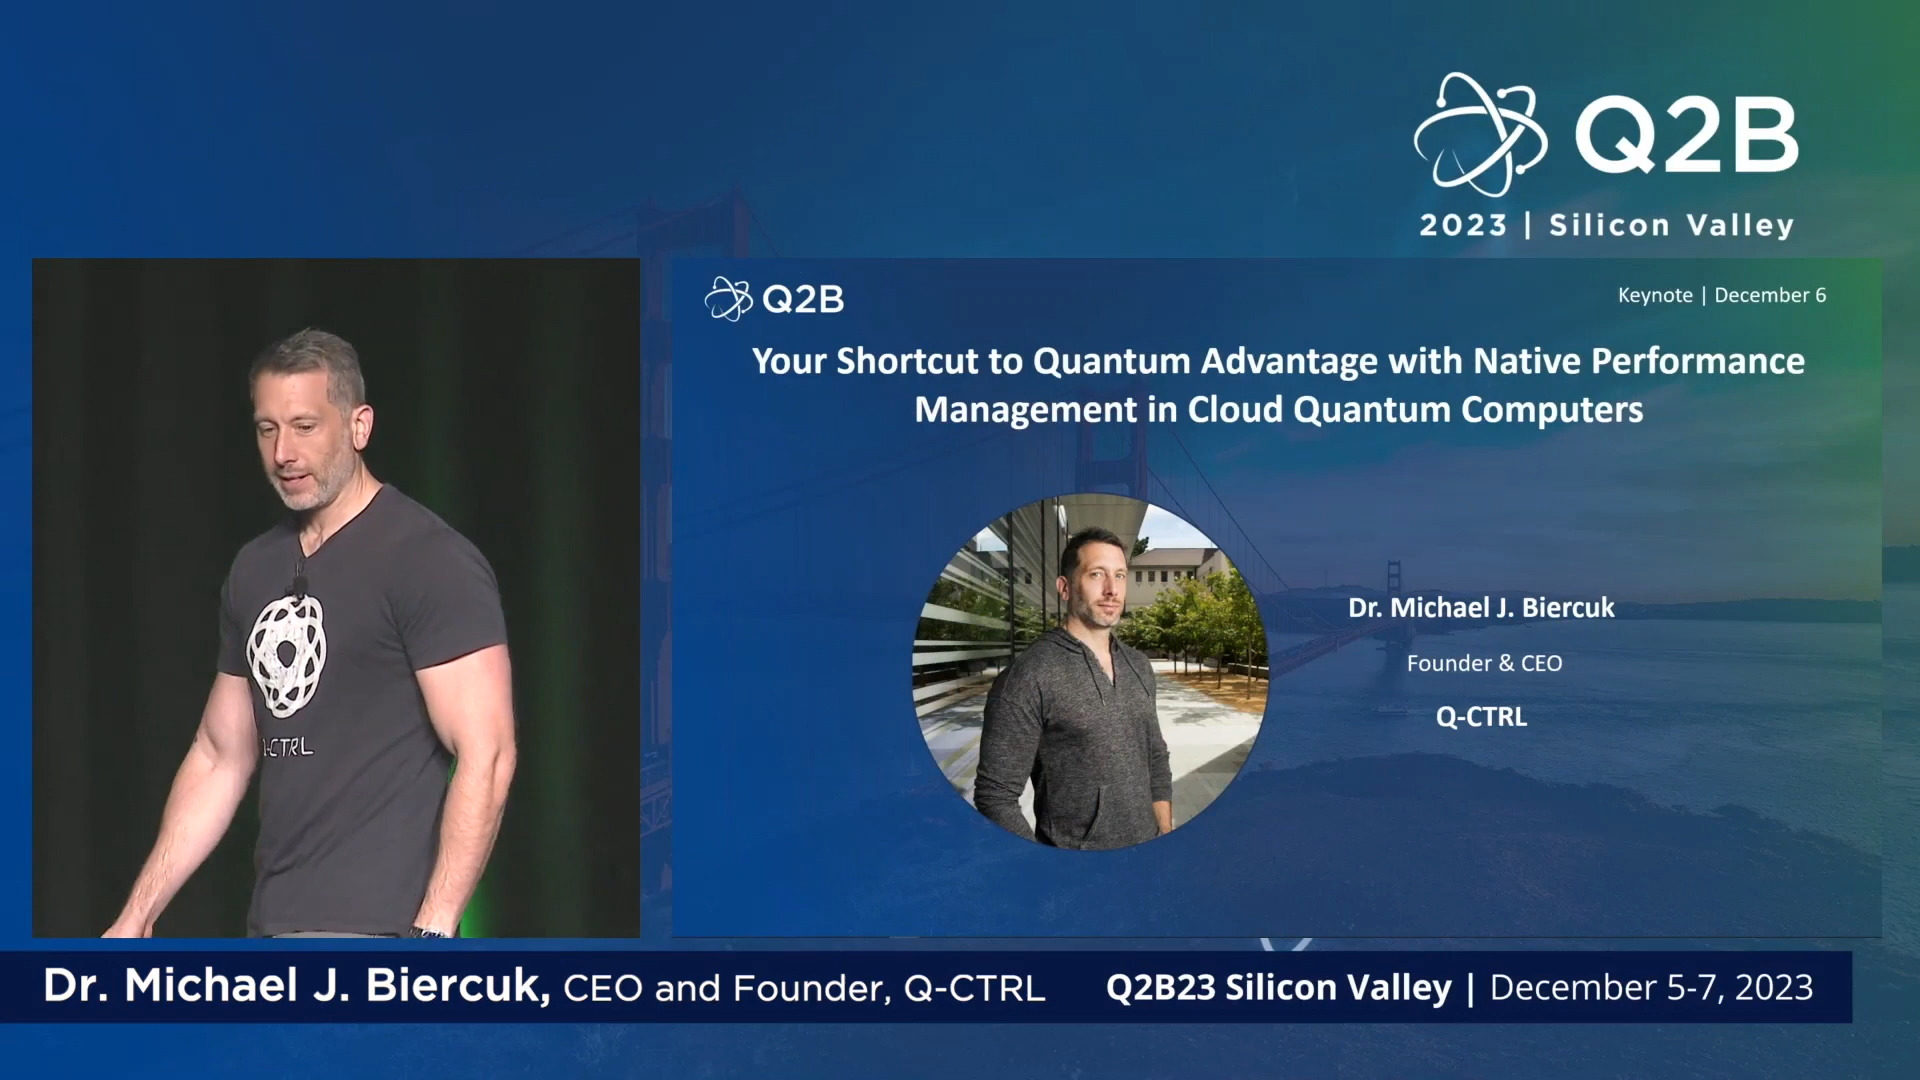 Q2B
2023 | Silicon Valley
Q2B
Keynote | December 6
Your Shortcut to Quantum Advantage with Native Performance
Management in Cloud Quantum Computers
Dr. Michael J. Biercuk
Founder & CEO
Q-CTRL
-CTRL
Dr. Michael J. Biercuk, CEO and Founder, Q-CTRL
Q2B23 Silicon Valley | December 5-7, 2023